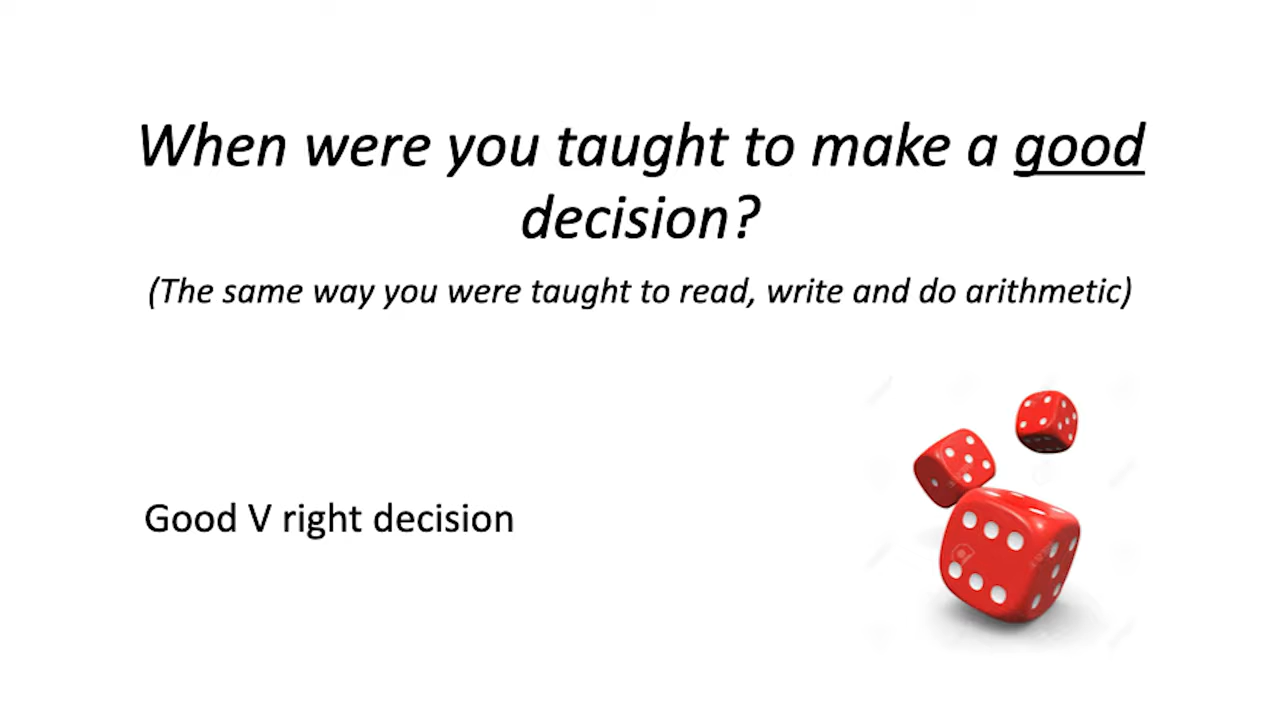 When were you taught to make a good
decision?
(The same way you were taught to read, write and do arithmetic)
Good V right decision